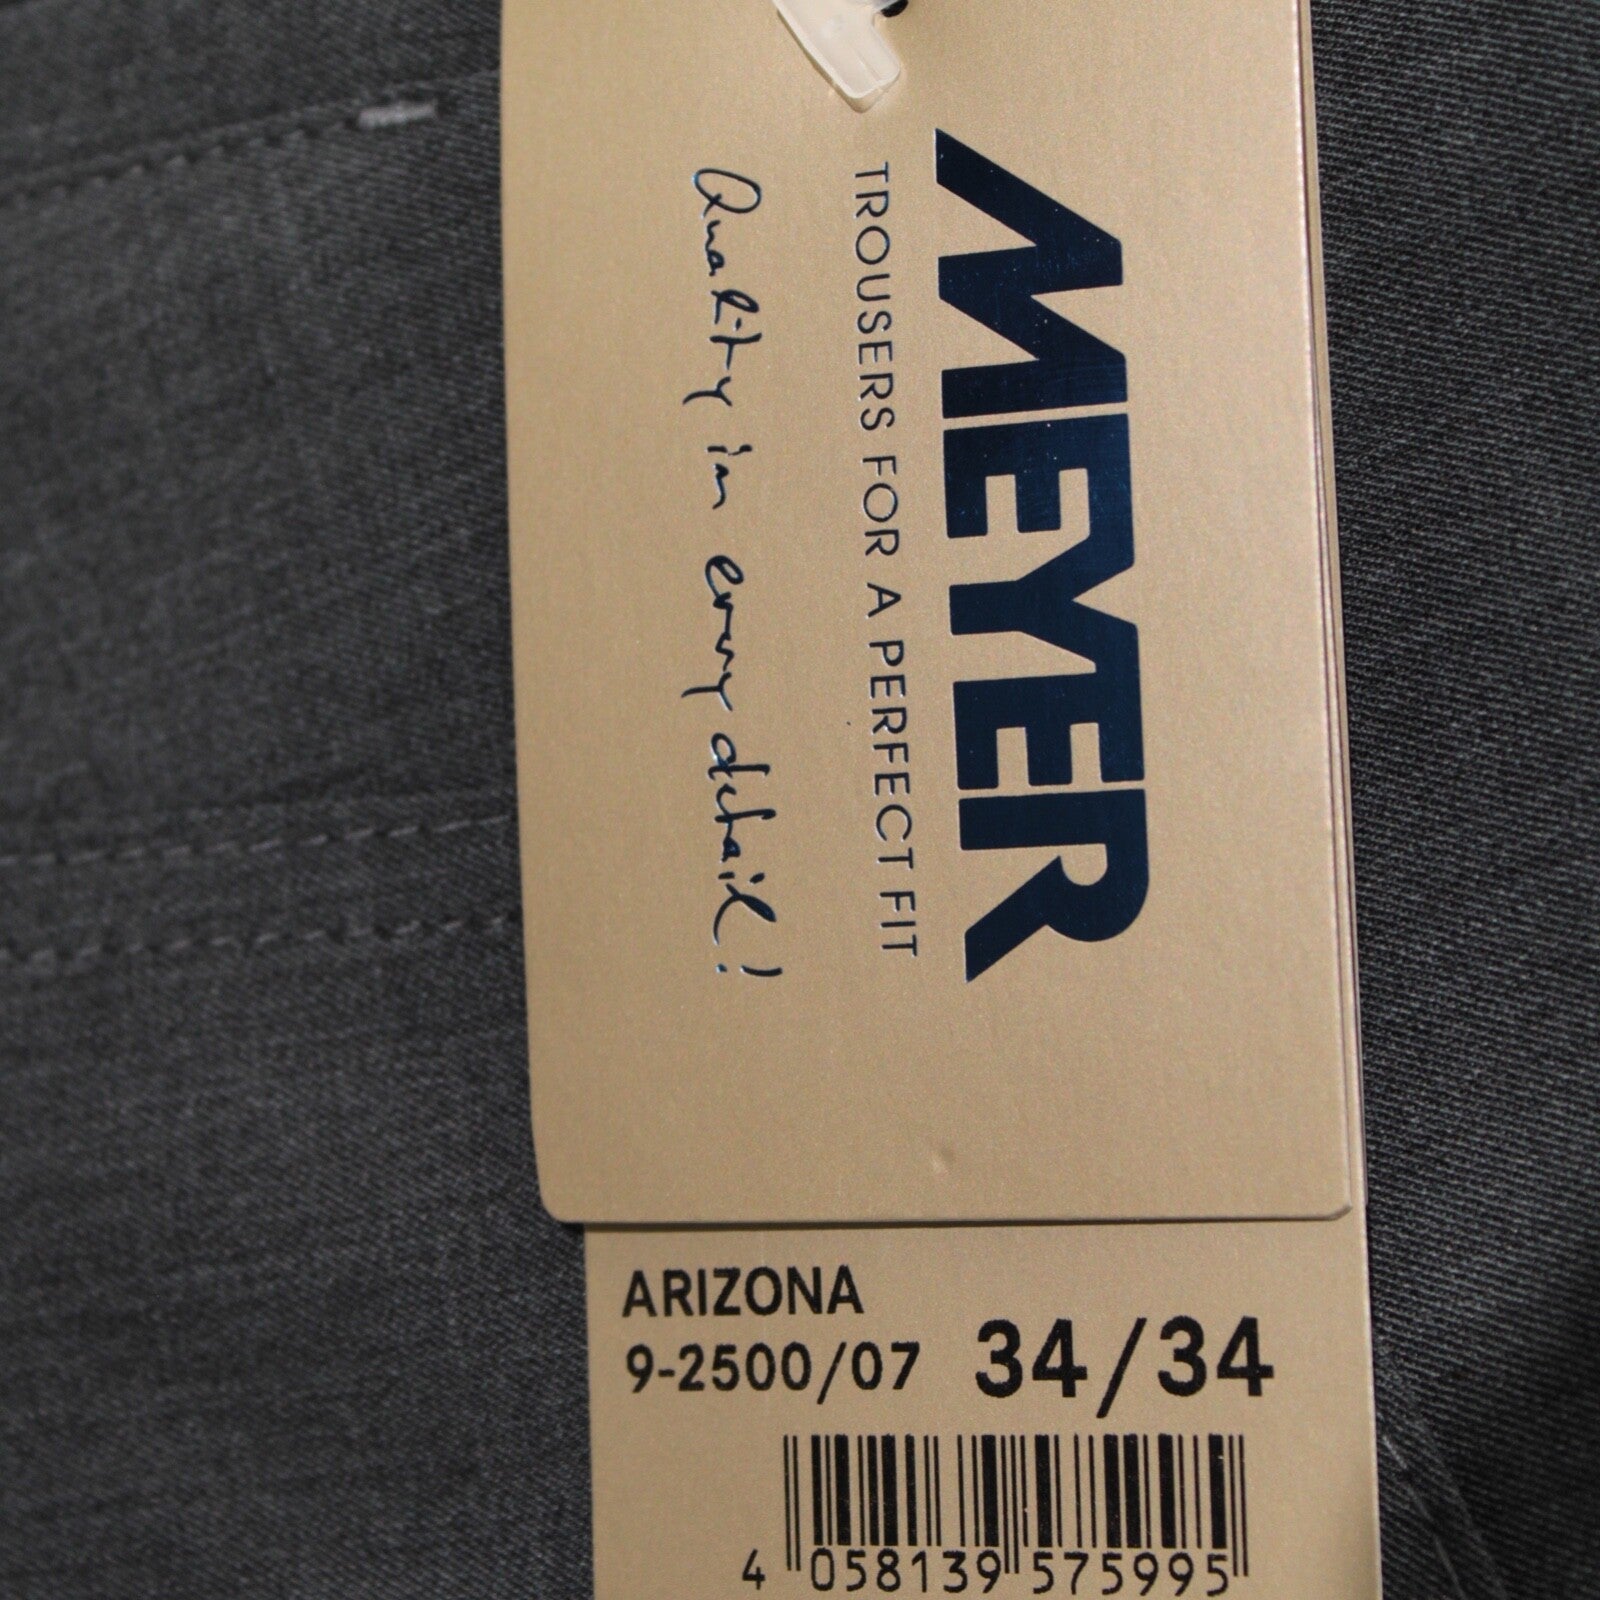 MEYER
TROUSERS FOR A PERFECT FIT
Quality in every detail!
ARIZONA
9-2500/07 34/34
4 058139 575995